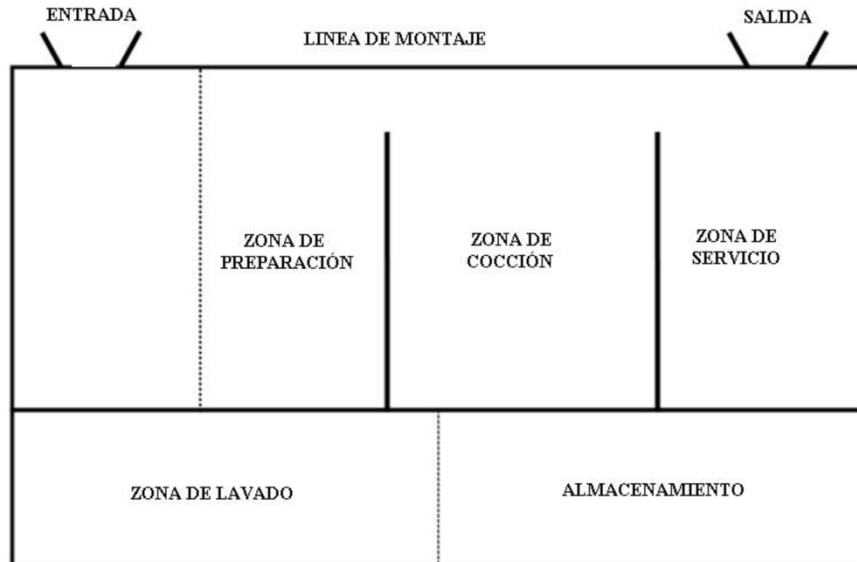 ENTRADA
LINEA DE MONTAJE
SALIDA
ZONA DE
PREPARACIÓN
ZONA DE
COCCIÓN
ZONA DE
SERVICIO
ZONA DE LAVADO
ALMACENAMIENTO